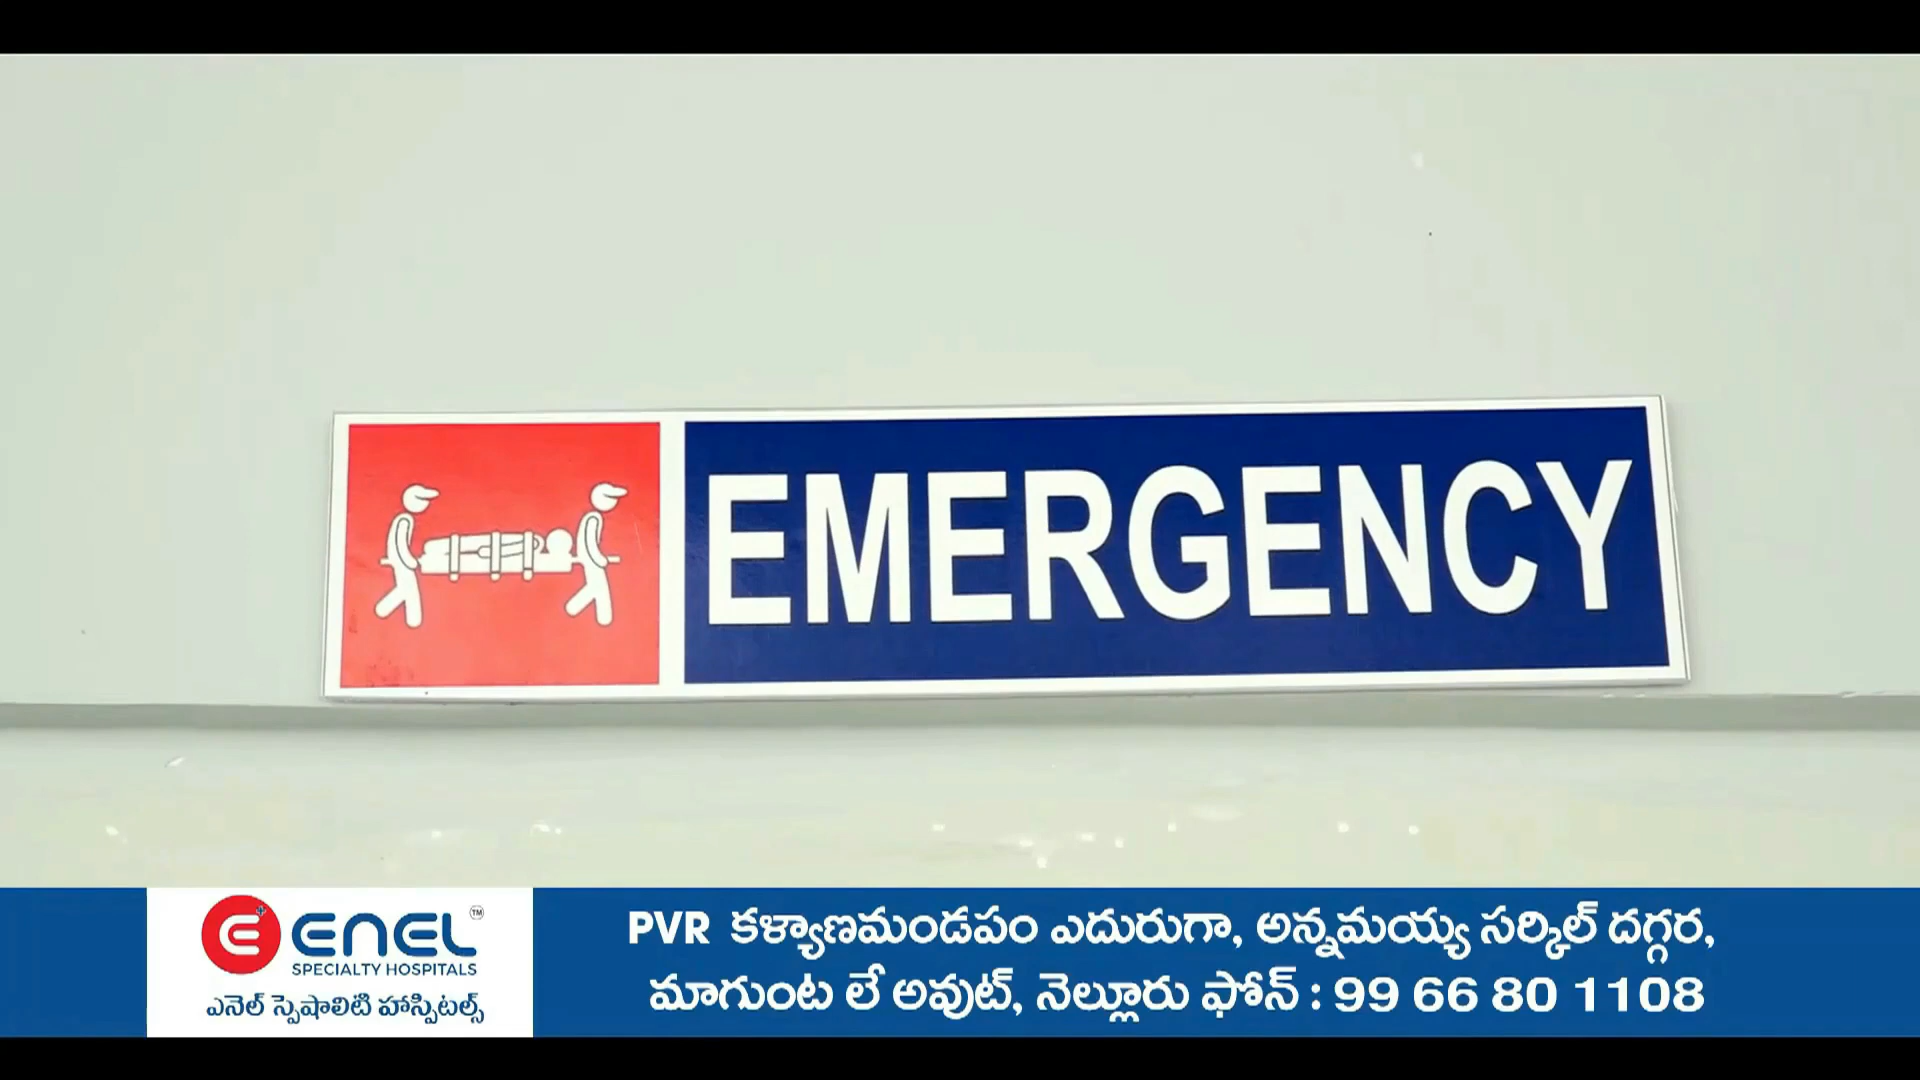 EMERGENCY
ENEL™
SPECIALTY HOSPITALS
ఎనెల్ స్పెషాలిటి హాస్పిటల్స్
PVR కళ్యాణమండపం ఎదురుగా, అన్నమయ్య సర్కిల్ దగ్గర,
మాగుంట లే అవుట్, నెల్లూరు ఫోన్ : 99 66 80 1108